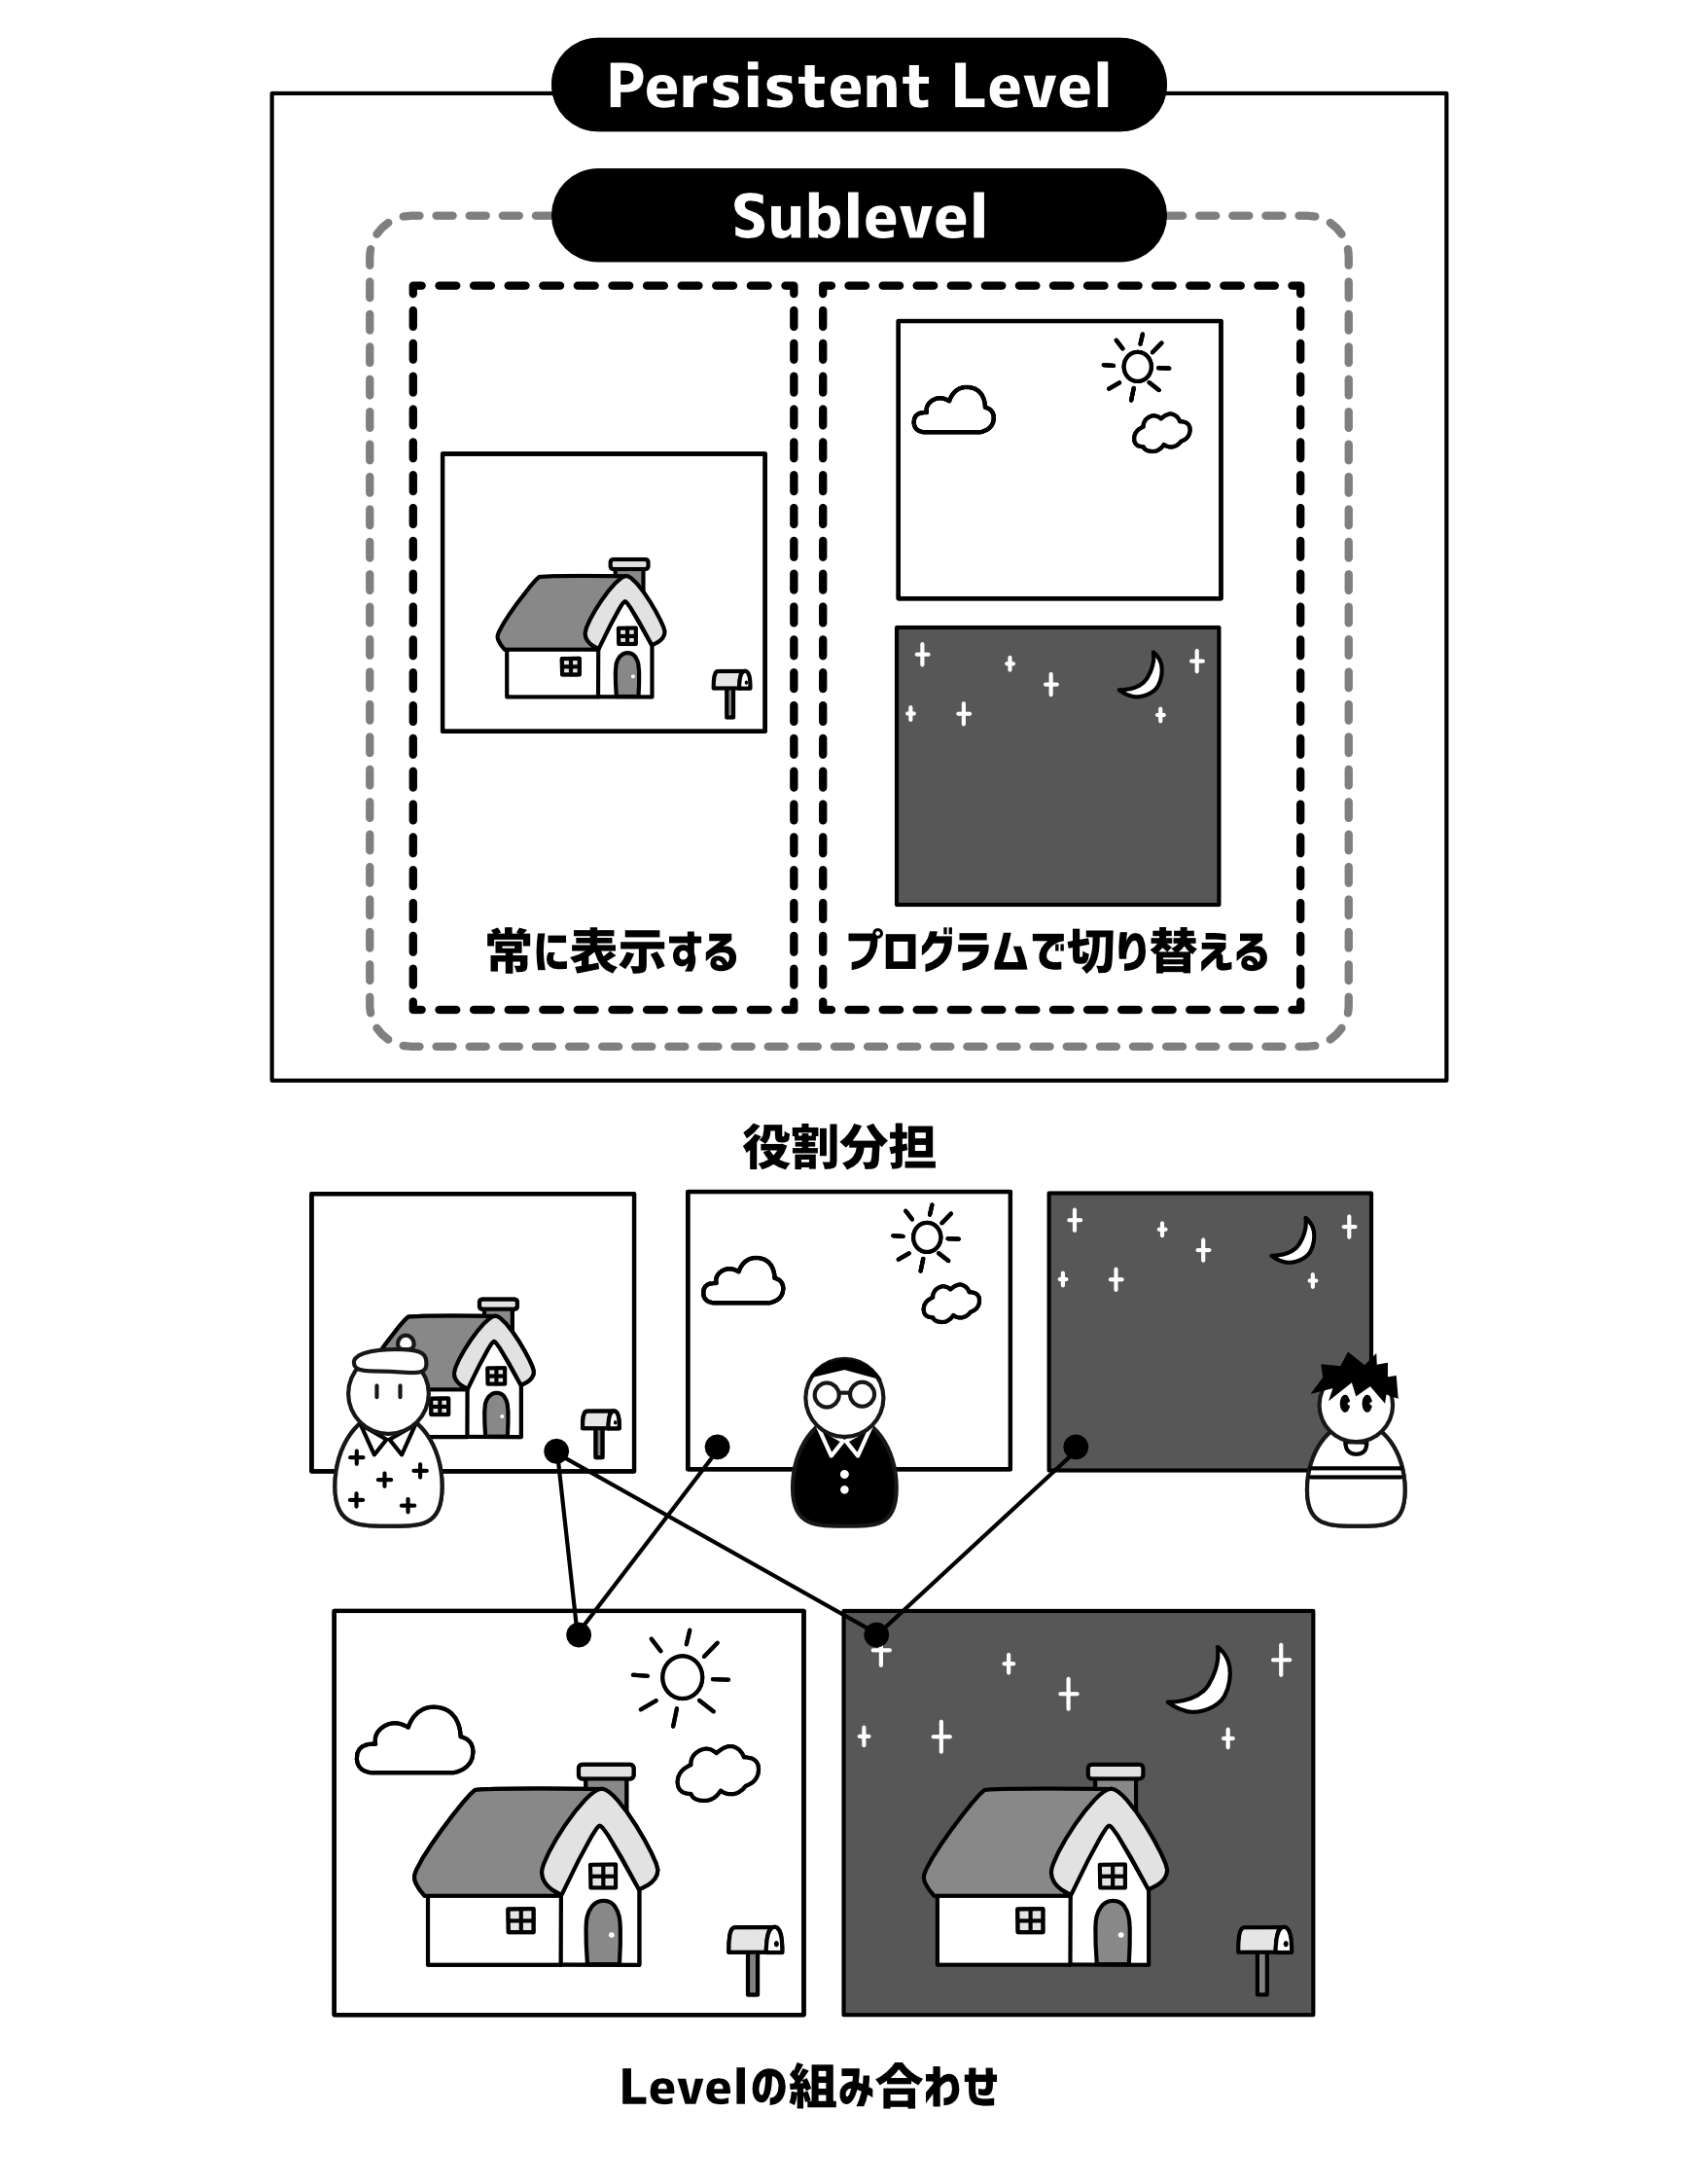 Persistent Level
Sublevel
常に表示する
プログラムで切り替える
役割分担
Levelの組み合わせ